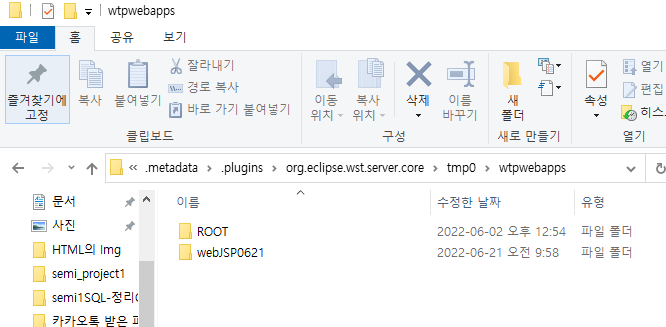 wtpwebapps
파일 홈 공유 보기
즐겨찾기에 고정
복사
붙여넣기
잘라내기
경로 복사
바로 가기 붙여넣기
클립보드
이동 위치
복사 위치
삭제
이름 바꾸기
구성
새 폴더
새로 만들기
속성
열기
편집
히스
열기
« .metadata > .plugins > org.eclipse.wst.server.core > tmp0 > wtpwebapps
문서
사진
HTML의 Img
semi_project1
semi1SQL-정리
카카오톡 받은 파
이름 수정한 날짜 유형
ROOT 2022-06-02 오후 12:54 파일 폴더
webJSP0621 2022-06-21 오전 9:58 파일 폴더